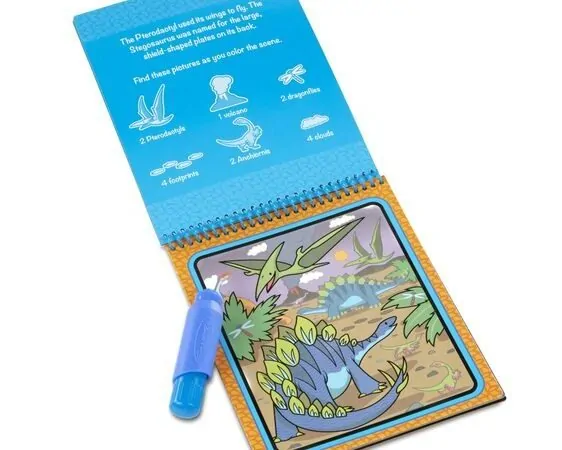 The Pterodactyl used its wings to fly. The
Stegosaurus was named for the large,
shield-shaped plates on its back.
Find these pictures as you color the scene.
2 Pterodactyls
1 volcano
2 dragonflies
4 footprints
2 Anchiornis
4 clouds